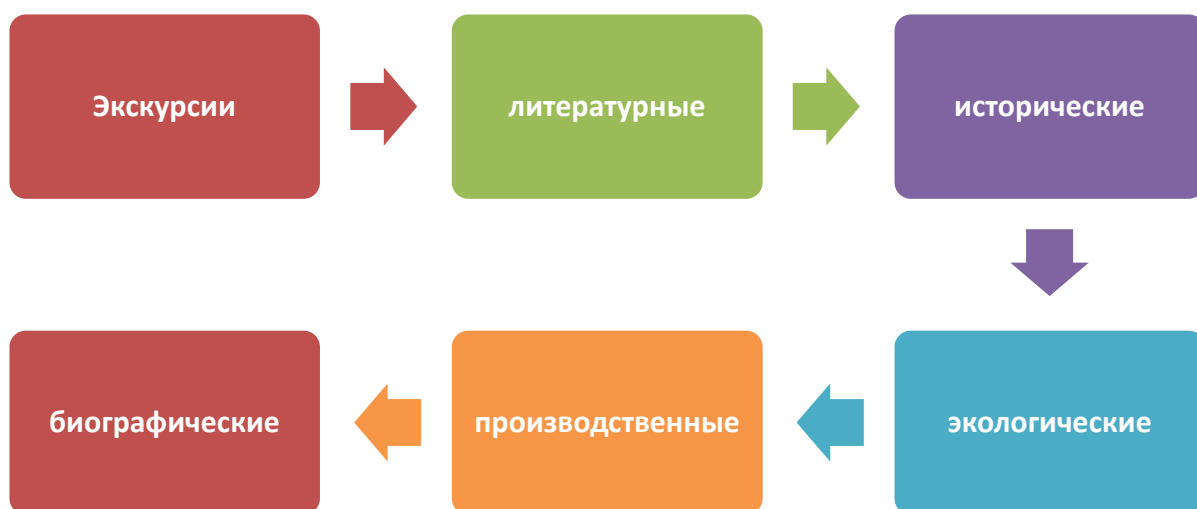 Экскурсии
литературные
исторические
экологические
производственные
биографические